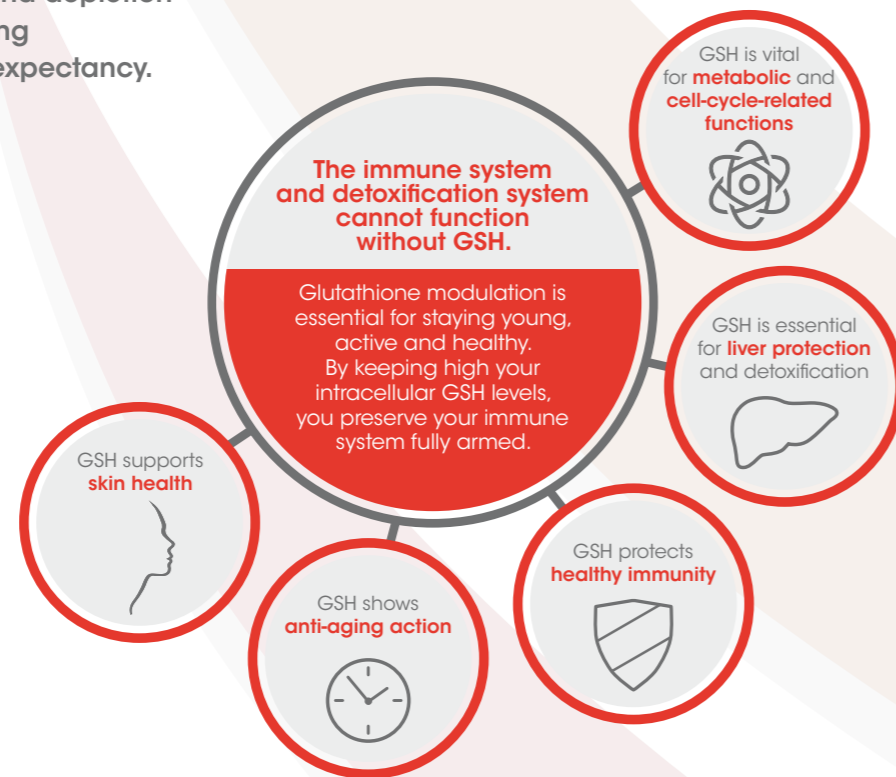 depletion
expectancy.
GSH is vital
for metabolic and
cell-cycle-related
functions
The immune system
and detoxification system
cannot function
without GSH.
Glutathione modulation is
essential for staying young,
active and healthy.
By keeping high your
intracellular GSH levels,
you preserve your immune
system fully armed.
GSH is essential
for liver protection
and detoxification
GSH supports
skin health
GSH protects
healthy immunity
GSH shows
anti-aging action